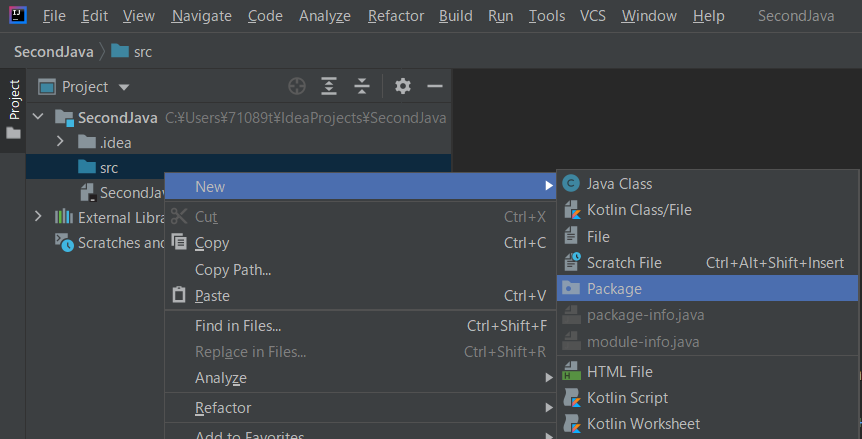 File Edit View Navigate Code Analyze Refactor Build Run Tools VCS Window Help SecondJava
SecondJava src
Project
Project
SecondJava C:¥Users¥71089t¥IdeaProjects¥SecondJava
.idea
src
SecondJav
External Libra
Scratches and
New
Cut Ctrl+X
Copy Ctrl+C
Copy Path...
Paste Ctrl+V
Find in Files... Ctrl+Shift+F
Replace in Files... Ctrl+Shift+R
Analyze
Refactor
Add to Favorites
Java Class
Kotlin Class/File
File
Scratch File Ctrl+Alt+Shift+Insert
Package
package-info.java
module-info.java
HTML File
Kotlin Script
Kotlin Worksheet